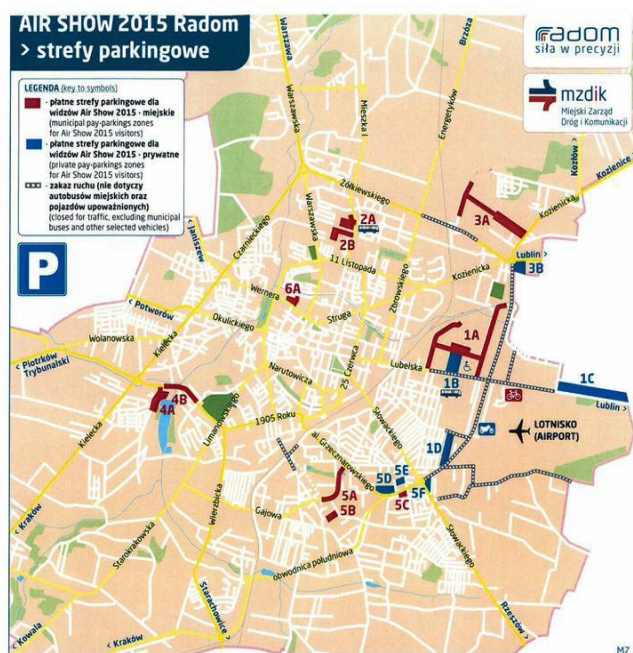 AIR SHOW 2015 Radom
> strefy parkingowe
LEGENDA (key to symbols)
- płatne strefy parkingowe dla
widzów Air Show 2015 - miejskie
(municipal pay-parkings zones
for Air Show 2015 visitors)
- płatne strefy parkingowe dla
widzów Air Show 2015 - prywatne
(private pay-parkings zones
for Air Show 2015 visitors)
- zakaz ruchu (nie dotyczy
autobusów miejskich oraz
pojazdów upoważnionych)
(closed for traffic, excluding municipal
buses and other selected vehicles)
P
radom
siła w precyzji
mzdik
Miejski Zarząd
Dróg i Komunikacji
Warszawa >
Brzóza >
Warszawska
Mieszka I
Energetyków
Kozłów >
Kozienice >
Żółkiewskiego
Kozienicka
3A
2A
2B
Warszawska
11 Listopada
Lublin >
3B
Kozienicka
Czarnieckiego
< Janiszew
6A
Wernera
Zbrowskiego
Struga
Okulickiego
< Potworów
Wolanowska
Kielecka
< Piotrków
Trybunalski
1A
Lubelska
25 Czerwca
Narutowicza
1B
1C
Lublin >
4B
4A
Limanowskiego
1905 Roku
Słowackiego
LOTNISKO
(AIRPORT)
1D
Kielecka
al. Grzecznarowskiego
5E
5D
5A
5B
5C
5F
Gajowa
Wierzbicka
< Kraków
Starokrakowska
obwodnica południowa
Słowackiego
Starachowice >
< Kowala
< Kraków
Rzeszów >
MZ